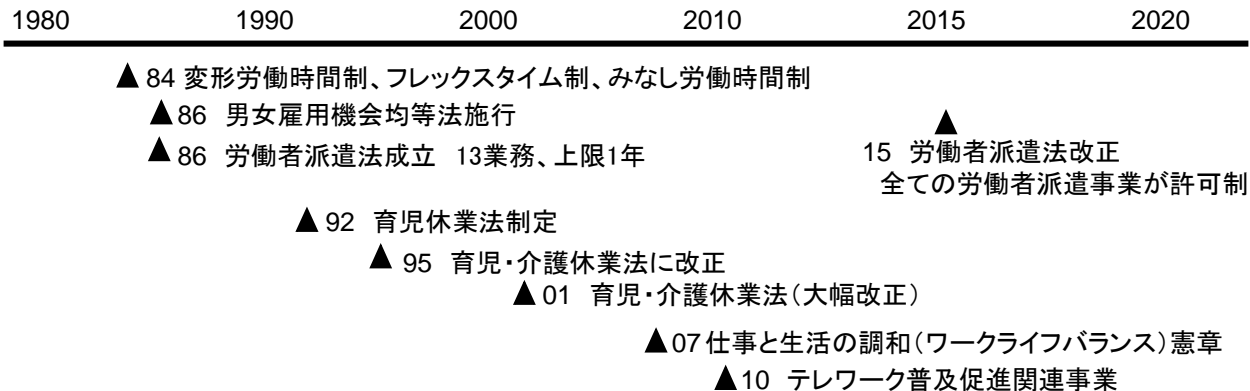 1980 1990 2000 2010 2015 2020
▲84 変形労働時間制、フレックスタイム制、みなし労働時間制
▲86 男女雇用機会均等法施行
▲86 労働者派遣法成立 13業務、上限1年
▲
15 労働者派遣法改正
全ての労働者派遣事業が許可制
▲92 育児休業法制定
▲95 育児・介護休業法に改正
▲01 育児・介護休業法(大幅改正)
▲07仕事と生活の調和(ワークライフバランス)憲章
▲10 テレワーク普及促進関連事業